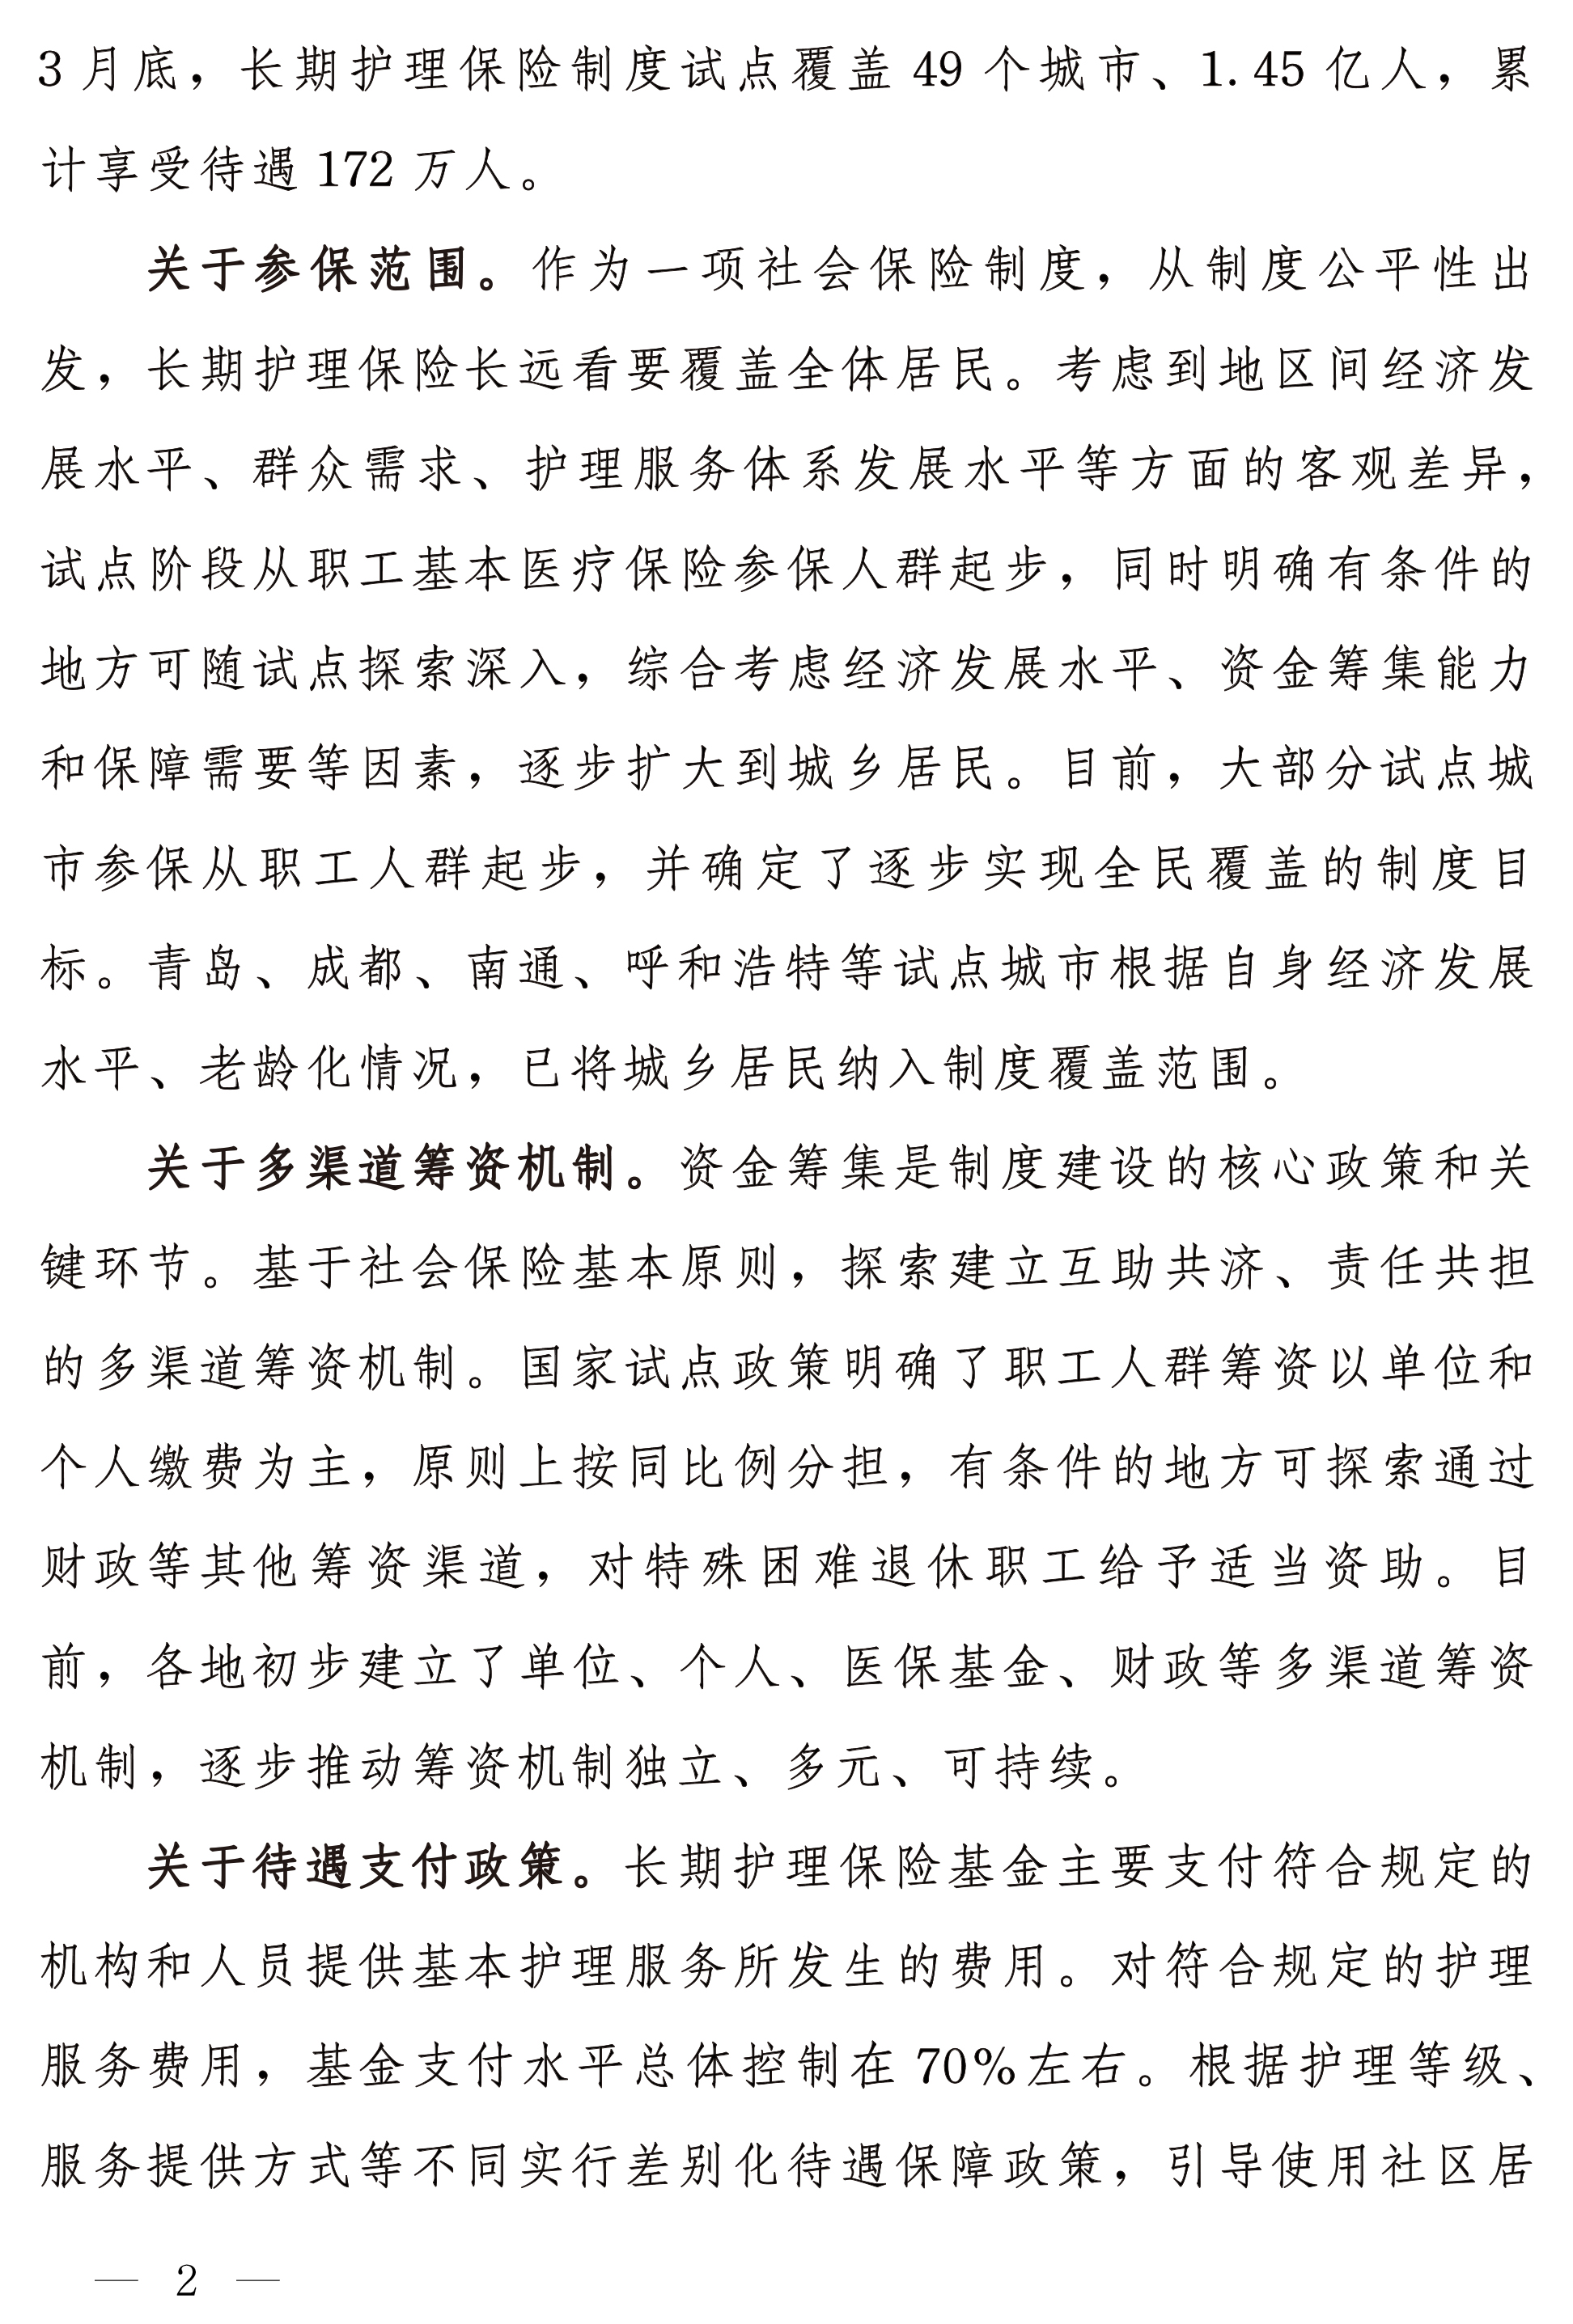 3 月底，长期护理保险制度试点覆盖 49 个城市、1.45 亿人，累
计享受待遇 172 万人。
关于参保范围。作为一项社会保险制度，从制度公平性出
发，长期护理保险长远看要覆盖全体居民。考虑到地区间经济发
展水平、群众需求、护理服务体系发展水平等方面的客观差异，
试点阶段从职工基本医疗保险参保人群起步，同时明确有条件的
地方可随试点探索深入，综合考虑经济发展水平、资金筹集能力
和保障需要等因素，逐步扩大到城乡居民。目前，大部分试点城
市参保从职工人群起步，并确定了逐步实现全民覆盖的制度目
标。青岛、成都、南通、呼和浩特等试点城市根据自身经济发展
水平、老龄化情况，已将城乡居民纳入制度覆盖范围。
关于多渠道筹资机制。资金筹集是制度建设的核心政策和关
键环节。基于社会保险基本原则，探索建立互助共济、责任共担
的多渠道筹资机制。国家试点政策明确了职工人群筹资以单位和
个人缴费为主，原则上按同比例分担，有条件的地方可探索通过
财政等其他筹资渠道，对特殊困难退休职工给予适当资助。目
前，各地初步建立了单位、个人、医保基金、财政等多渠道筹资
机制，逐步推动筹资机制独立、多元、可持续。
关于待遇支付政策。长期护理保险基金主要支付符合规定的
机构和人员提供基本护理服务所发生的费用。对符合规定的护理
服务费用，基金支付水平总体控制在 70%左右。根据护理等级、
服务提供方式等不同实行差别化待遇保障政策，引导使用社区居
— 2 —